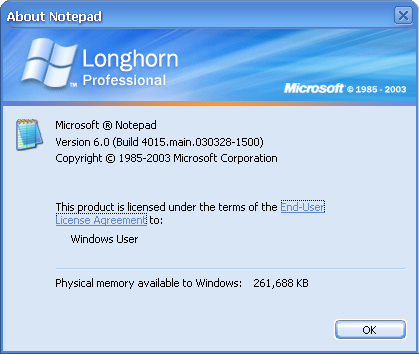 About Notepad
Longhorn
Professional
Microsoft © 1985 - 2003
Microsoft ® Notepad
Version 6.0 (Build 4015.main.030328-1500)
Copyright © 1985-2003 Microsoft Corporation
This product is licensed under the terms of the End-User
License Agreement to:
Windows User
Physical memory available to Windows: 261,688 KB
OK